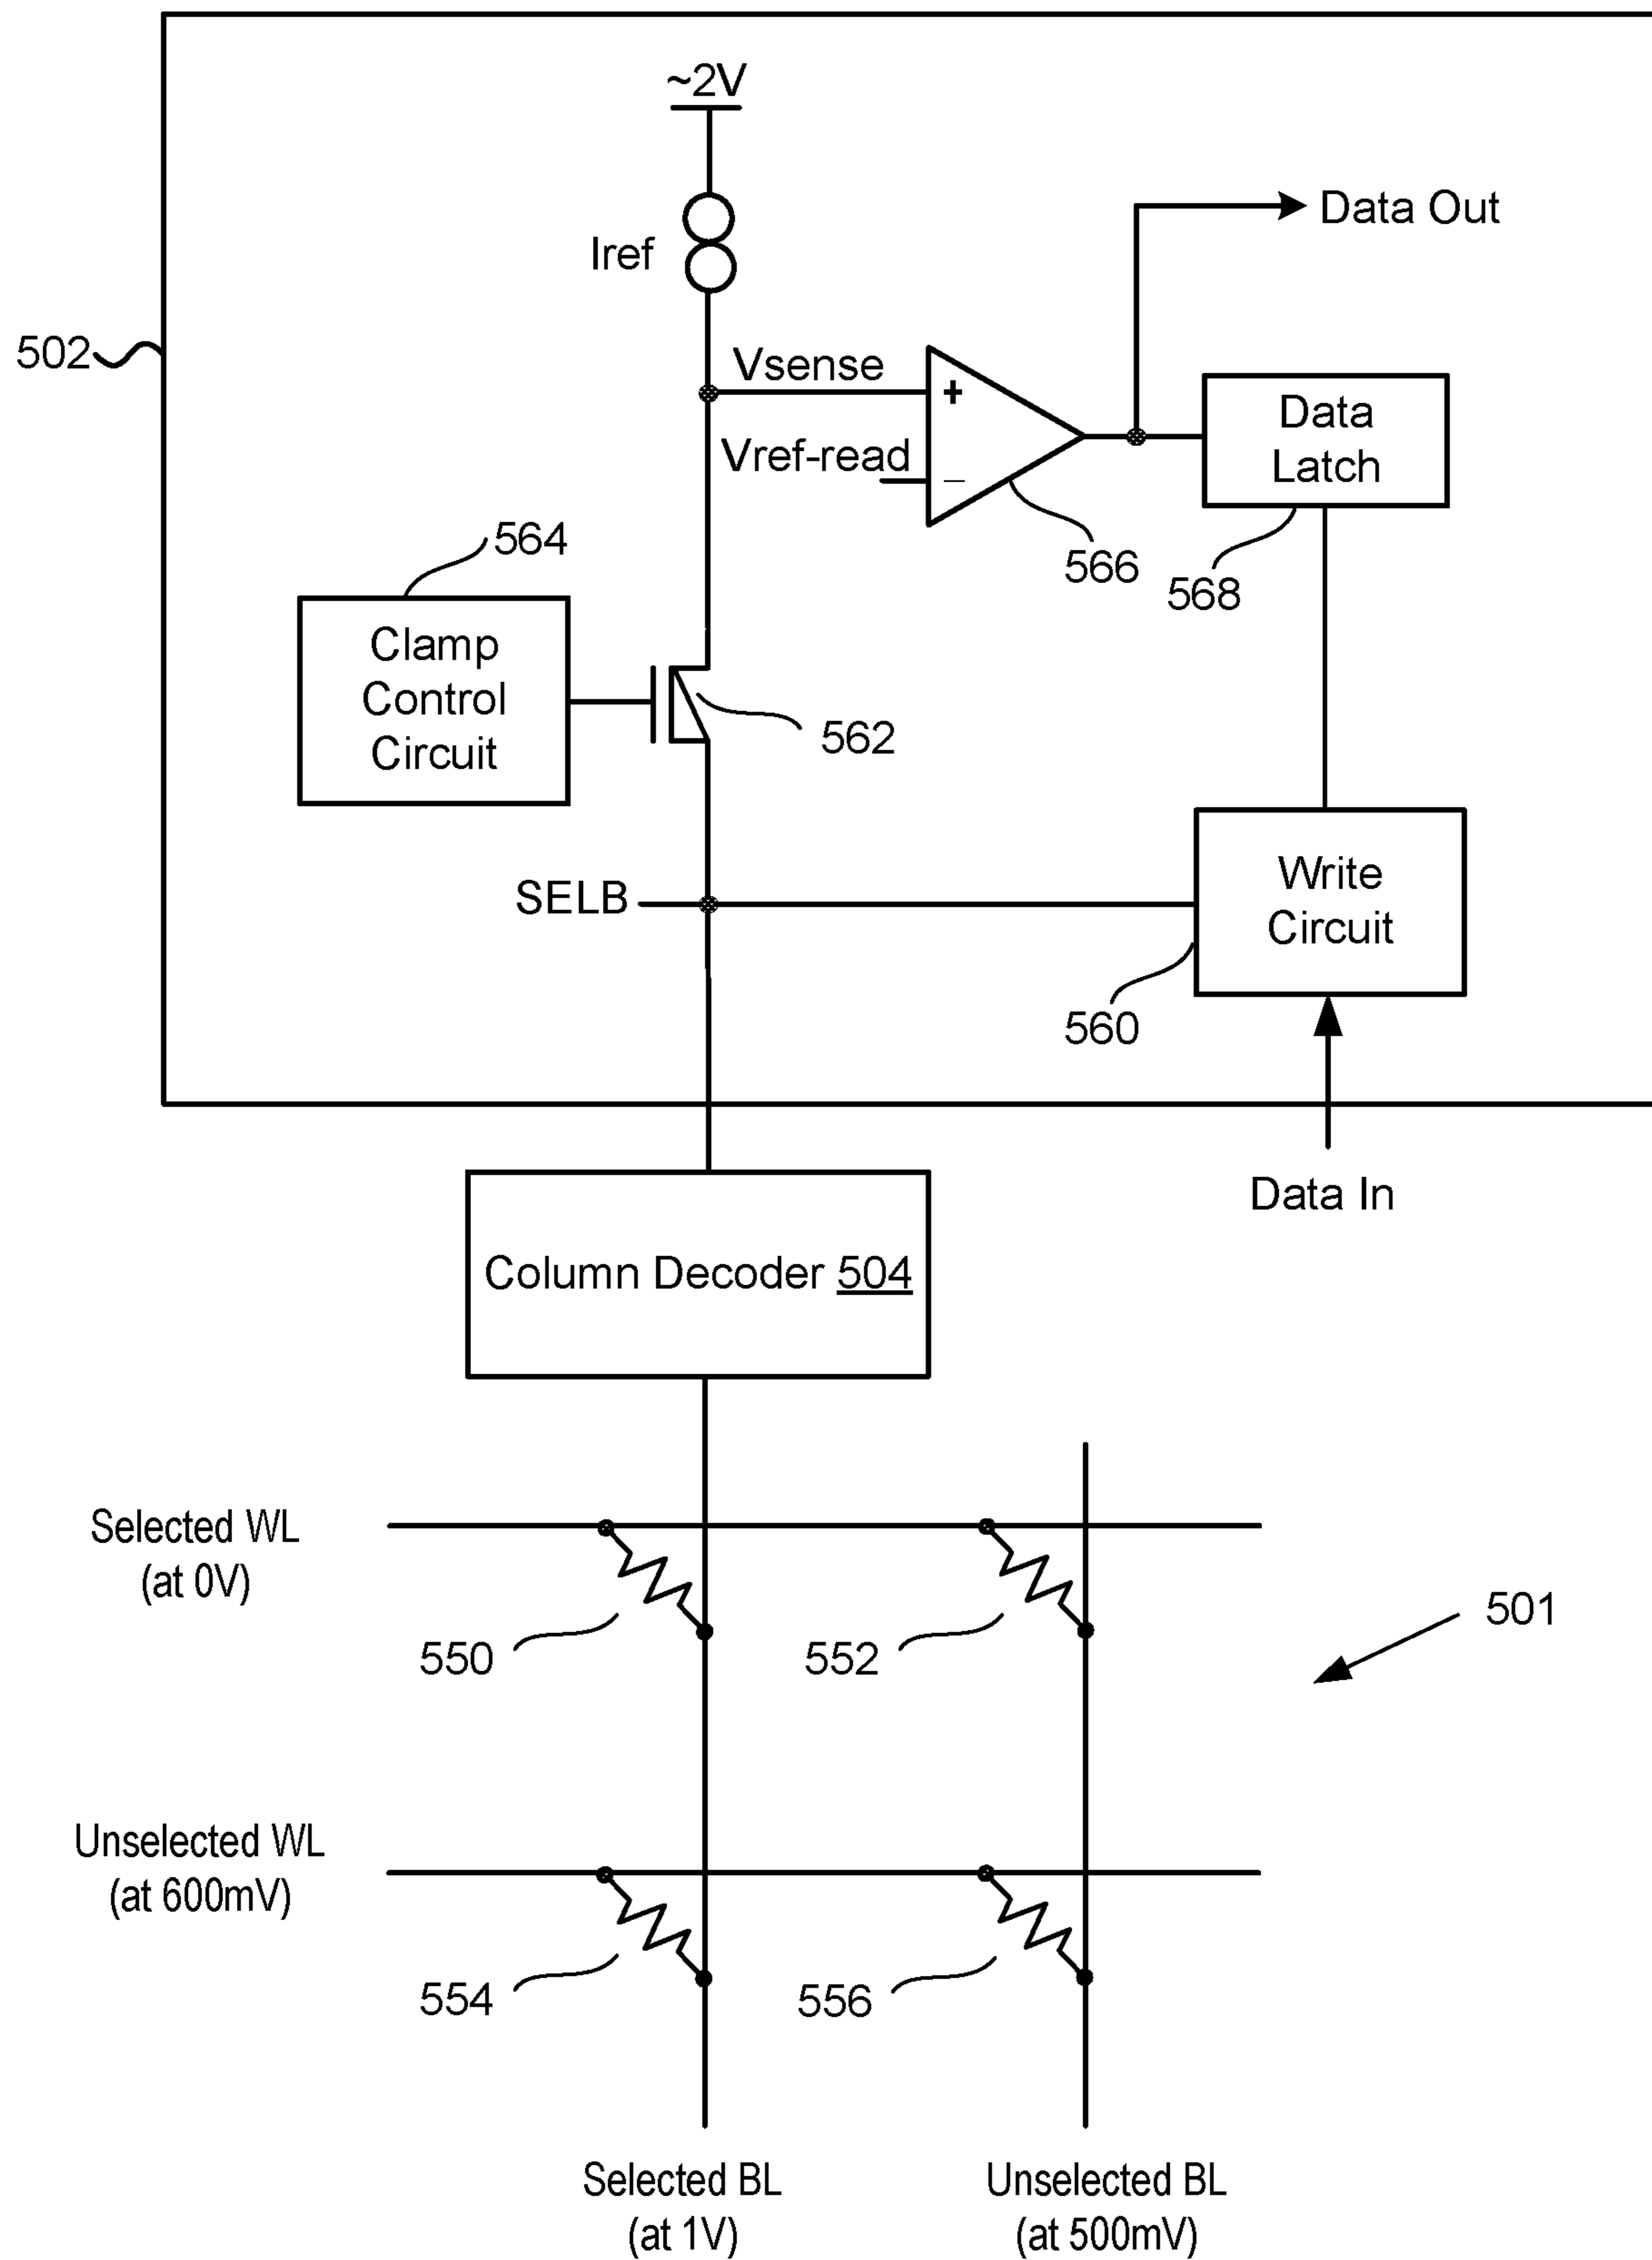 ~2V
Iref
Data Out
502
Vsense
+
Vref-read
–
Data
Latch
566
568
564
Clamp
Control
Circuit
562
SELB
Write
Circuit
560
Data In
Column Decoder 504
Selected WL
(at 0V)
550
552
501
Unselected WL
(at 600mV)
554
556
Selected BL
(at 1V)
Unselected BL
(at 500mV)